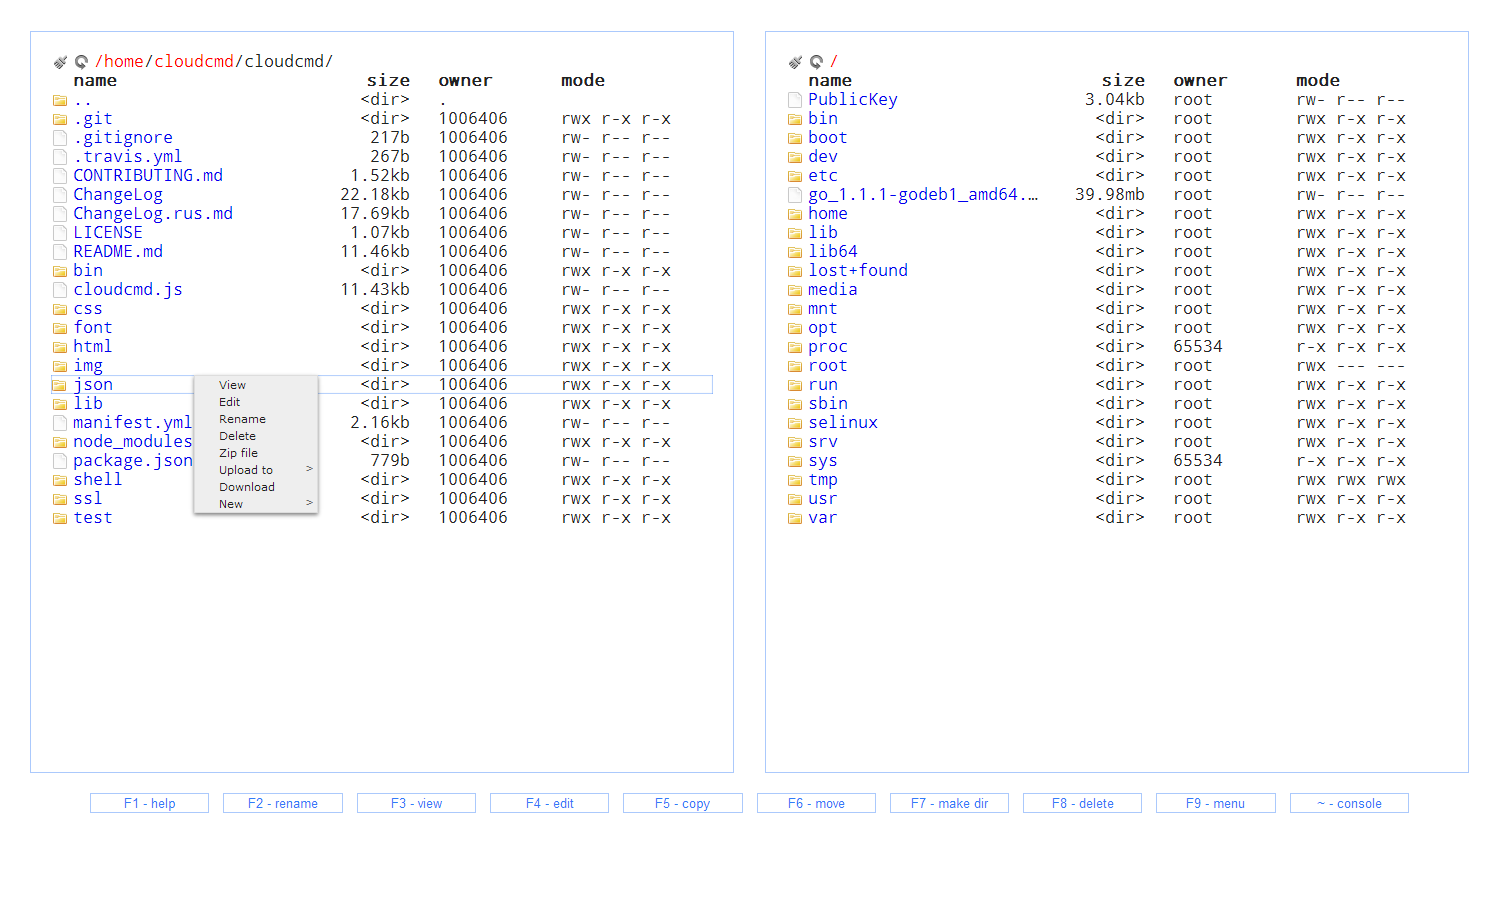 /home/cloudcmd/cloudcmd/
name size owner mode
.. <dir> .
.git <dir> 1006406 rwx r-x r-x
.gitignore 217b 1006406 rw- r-- r--
.travis.yml 267b 1006406 rw- r-- r--
CONTRIBUTING.md 1.52kb 1006406 rw- r-- r--
ChangeLog 22.18kb 1006406 rw- r-- r--
ChangeLog.rus.md 17.69kb 1006406 rw- r-- r--
LICENSE 1.07kb 1006406 rw- r-- r--
README.md 11.46kb 1006406 rw- r-- r--
bin <dir> 1006406 rwx r-x r-x
cloudcmd.js 11.43kb 1006406 rw- r-- r--
css <dir> 1006406 rwx r-x r-x
font <dir> 1006406 rwx r-x r-x
html <dir> 1006406 rwx r-x r-x
img <dir> 1006406 rwx r-x r-x
json <dir> 1006406 rwx r-x r-x
lib <dir> 1006406 rwx r-x r-x
manifest.yml 2.16kb 1006406 rw- r-- r--
node_modules <dir> 1006406 rwx r-x r-x
package.json 779b 1006406 rw- r-- r--
shell <dir> 1006406 rwx r-x r-x
ssl <dir> 1006406 rwx r-x r-x
test <dir> 1006406 rwx r-x r-x
View
Edit
Rename
Delete
Zip file
Upload to >
Download
New >
/
name size owner mode
PublicKey 3.04kb root rw- r-- r--
bin <dir> root rwx r-x r-x
boot <dir> root rwx r-x r-x
dev <dir> root rwx r-x r-x
etc <dir> root rwx r-x r-x
go_1.1.1-godeb1_amd64.... 39.98mb root rw- r-- r--
home <dir> root rwx r-x r-x
lib <dir> root rwx r-x r-x
lib64 <dir> root rwx r-x r-x
lost+found <dir> root rwx r-x r-x
media <dir> root rwx r-x r-x
mnt <dir> root rwx r-x r-x
opt <dir> root rwx r-x r-x
proc <dir> 65534 r-x r-x r-x
root <dir> root rwx --- ---
run <dir> root rwx r-x r-x
sbin <dir> root rwx r-x r-x
selinux <dir> root rwx r-x r-x
srv <dir> root rwx r-x r-x
sys <dir> 65534 r-x r-x r-x
tmp <dir> root rwx rwx rwx
usr <dir> root rwx r-x r-x
var <dir> root rwx r-x r-x
F1 - help
F2 - rename
F3 - view
F4 - edit
F5 - copy
F6 - move
F7 - make dir
F8 - delete
F9 - menu
~ - console